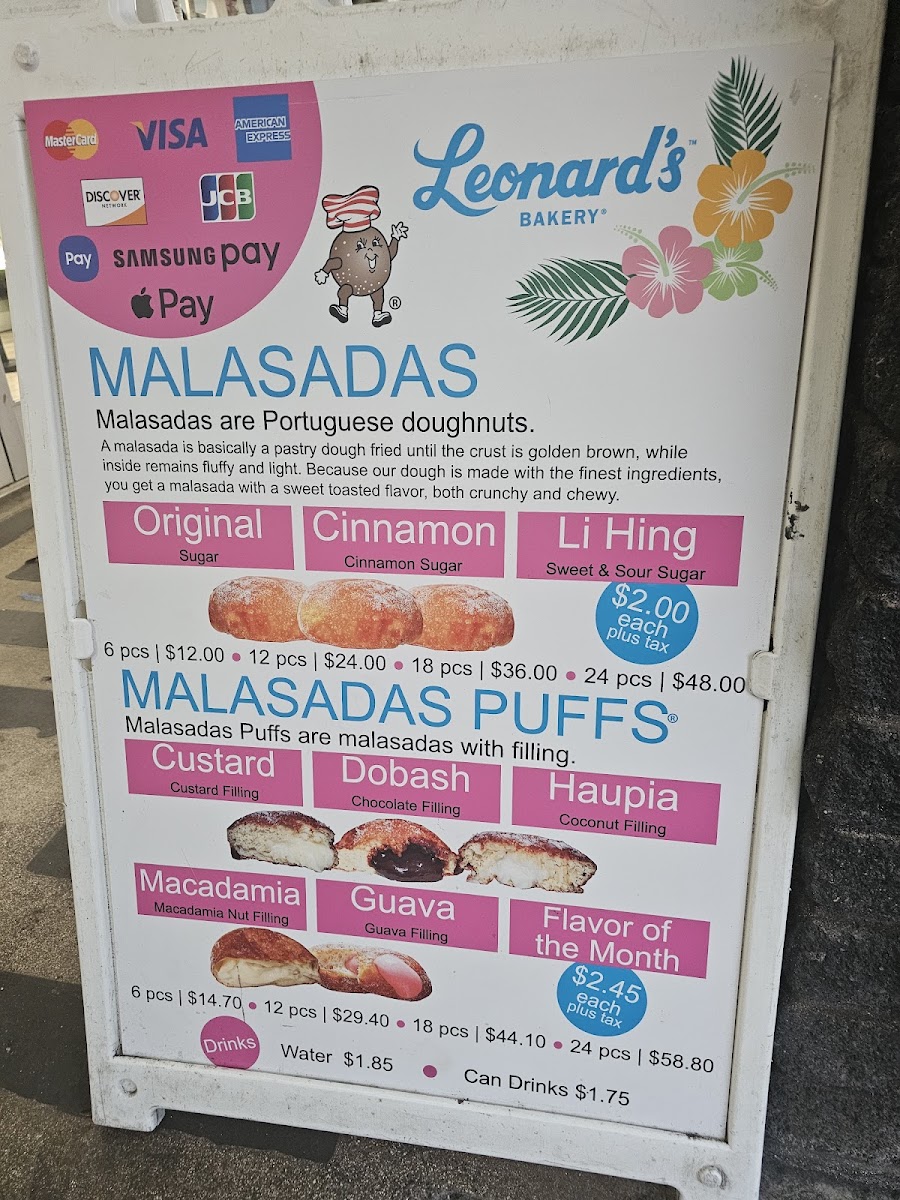 MasterCard VISA AMERICAN EXPRESS
DISCOVER NETWORK JCB
Pay SAMSUNG pay
Pay
Leonard's™
BAKERY®
®
MALASADAS
Malasadas are Portuguese doughnuts.
A malasada is basically a pastry dough fried until the crust is golden brown, while
inside remains fluffy and light. Because our dough is made with the finest ingredients,
you get a malasada with a sweet toasted flavor, both crunchy and chewy.
Original Cinnamon Li Hing
Sugar Cinnamon Sugar Sweet & Sour Sugar
$2.00
each
plus tax
6 pcs | $12.00 • 12 pcs | $24.00 • 18 pcs | $36.00 • 24 pcs | $48.00
MALASADAS PUFFS®
Malasadas Puffs are malasadas with filling.
Custard Dobash Haupia
Custard Filling Chocolate Filling Coconut Filling
Macadamia Guava Flavor of
Macadamia Nut Filling Guava Filling the Month
$2.45
each
plus tax
6 pcs | $14.70 • 12 pcs | $29.40 • 18 pcs | $44.10 • 24 pcs | $58.80
Drinks Water $1.85 • Can Drinks $1.75